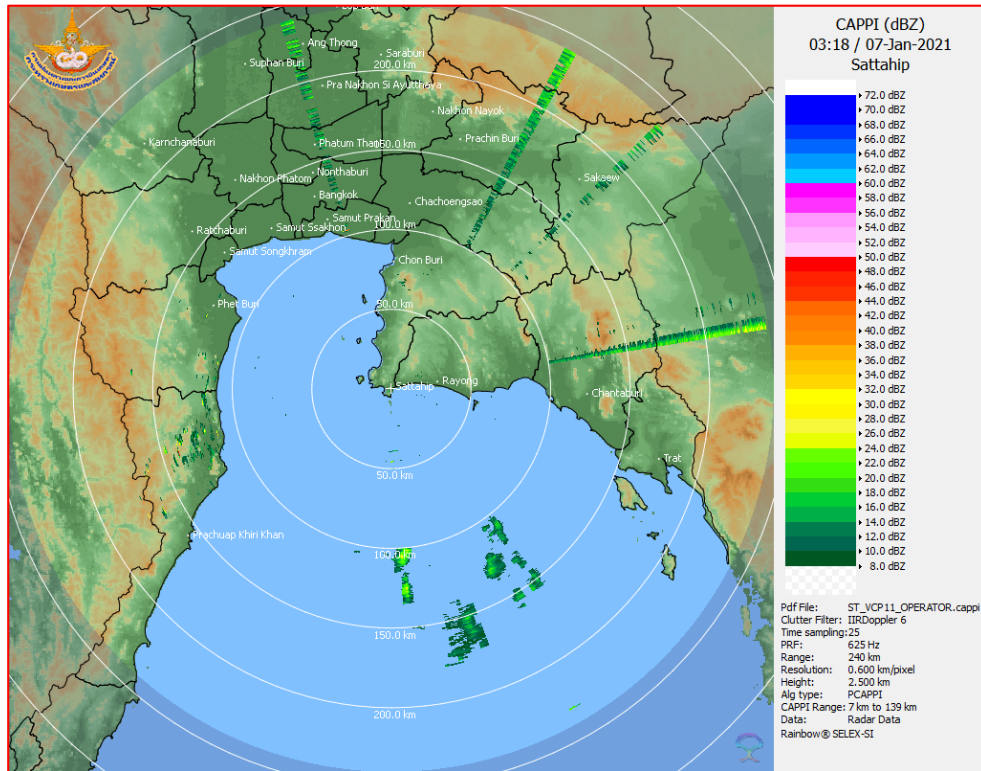 CAPPI (dBZ)
03:18 / 07-Jan-2021
Sattahip
72.0 dBZ
70.0 dBZ
68.0 dBZ
66.0 dBZ
64.0 dBZ
62.0 dBZ
60.0 dBZ
58.0 dBZ
56.0 dBZ
54.0 dBZ
52.0 dBZ
50.0 dBZ
48.0 dBZ
46.0 dBZ
44.0 dBZ
42.0 dBZ
40.0 dBZ
38.0 dBZ
36.0 dBZ
34.0 dBZ
32.0 dBZ
30.0 dBZ
28.0 dBZ
26.0 dBZ
24.0 dBZ
22.0 dBZ
20.0 dBZ
18.0 dBZ
16.0 dBZ
14.0 dBZ
12.0 dBZ
10.0 dBZ
8.0 dBZ
Pdf File: ST_VCP11_OPERATOR.cappi
Clutter Filter: IIRDoppler 6
Time sampling:25
PRF: 625 Hz
Range: 240 km
Resolution: 0.600 km/pixel
Height: 2.500 km
Alg type: PCAPPI
CAPPI Range: 7 km to 139 km
Data: Radar Data
Rainbow® SELEX-SI
Ang Thong
Saraburi
Suphan Buri
200.0 km
Pra Nakhon Si Ayutthaya
Nakhon Nayok
Karnchanaburi
Phatum Thani
150.0 km
Prachin Buri
Nakhon Phatom
Nonthaburi
Sakaew
Bangkok
Chachoengsao
Samut Prakan
Ratchaburi
Samut Ssakhon
100.0 km
Samut Songkhram
Chon Buri
Phet Buri
50.0 km
Sattahip
Rayong
Chantaburi
Trat
50.0 km
Prachuap Khiri Khan
100.0 km
150.0 km
200.0 km